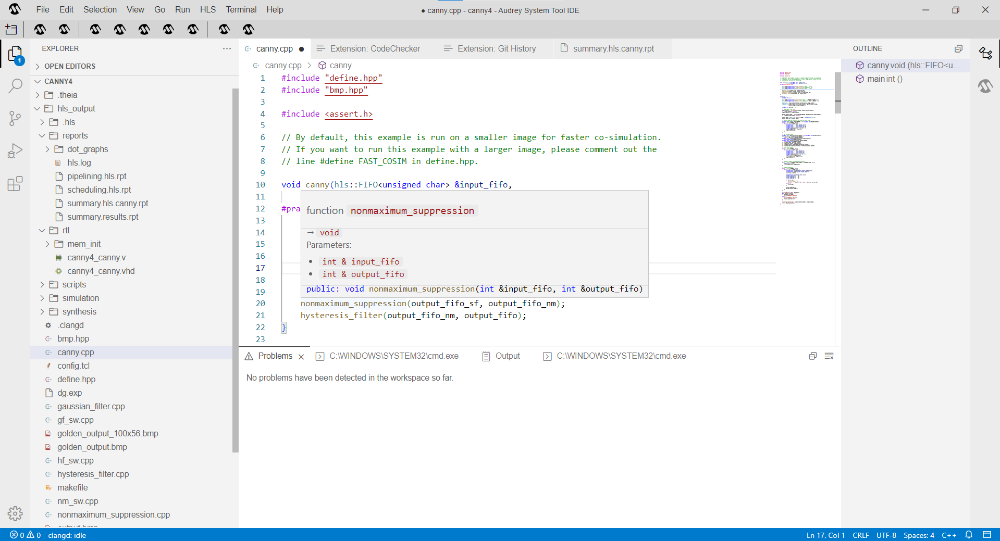 File Edit Selection View Go Run HLS Terminal Help
● canny.cpp - canny4 - Audrey System Tool IDE
EXPLORER
OPEN EDITORS
CANNY4
.theia
hls_output
.hls
reports
dot_graphs
hls.log
pipelining.hls.rpt
scheduling.hls.rpt
summary.hls.canny.rpt
summary.results.rpt
rtl
mem_init
canny4_canny.v
canny4_canny.vhd
scripts
simulation
synthesis
.clangd
bmp.hpp
canny.cpp
config.tcl
define.hpp
dg.exp
gaussian_filter.cpp
gf_sw.cpp
golden_output_100x56.bmp
golden_output.bmp
hf_sw.cpp
hysteresis_filter.cpp
makefile
nm_sw.cpp
nonmaximum_suppression.cpp
1
canny.cpp ● Extension: CodeChecker Extension: Git History summary.hls.canny.rpt
canny.cpp > canny
1 #include "define.hpp"
2 #include "bmp.hpp"
3
4 #include <assert.h>
5
6 // By default, this example is run on a smaller image for faster co-simulation.
7 // If you want to run this example with a larger image, please comment out the
8 // line #define FAST_COSIM in define.hpp.
9
10 void canny(hls::FIFO<unsigned char> &input_fifo,
11
12 #pra
13
14
15
16
17
18
19
function nonmaximum_suppression
→ void
Parameters:
• int & input_fifo
• int & output_fifo
public: void nonmaximum_suppression(int &input_fifo, int &output_fifo)
20 nonmaximum_suppression(output_fifo_sf, output_fifo_nm);
21 hysteresis_filter(output_fifo_nm, output_fifo);
22 }
23
Problems C:\WINDOWS\SYSTEM32\cmd.exe Output C:\WINDOWS\SYSTEM32\cmd.exe
No problems have been detected in the workspace so far.
OUTLINE
canny void (hls::FIFO<u...
main int ()
0 0 clangd: idle
Ln 17, Col 1 CRLF UTF-8 Spaces: 4 C++